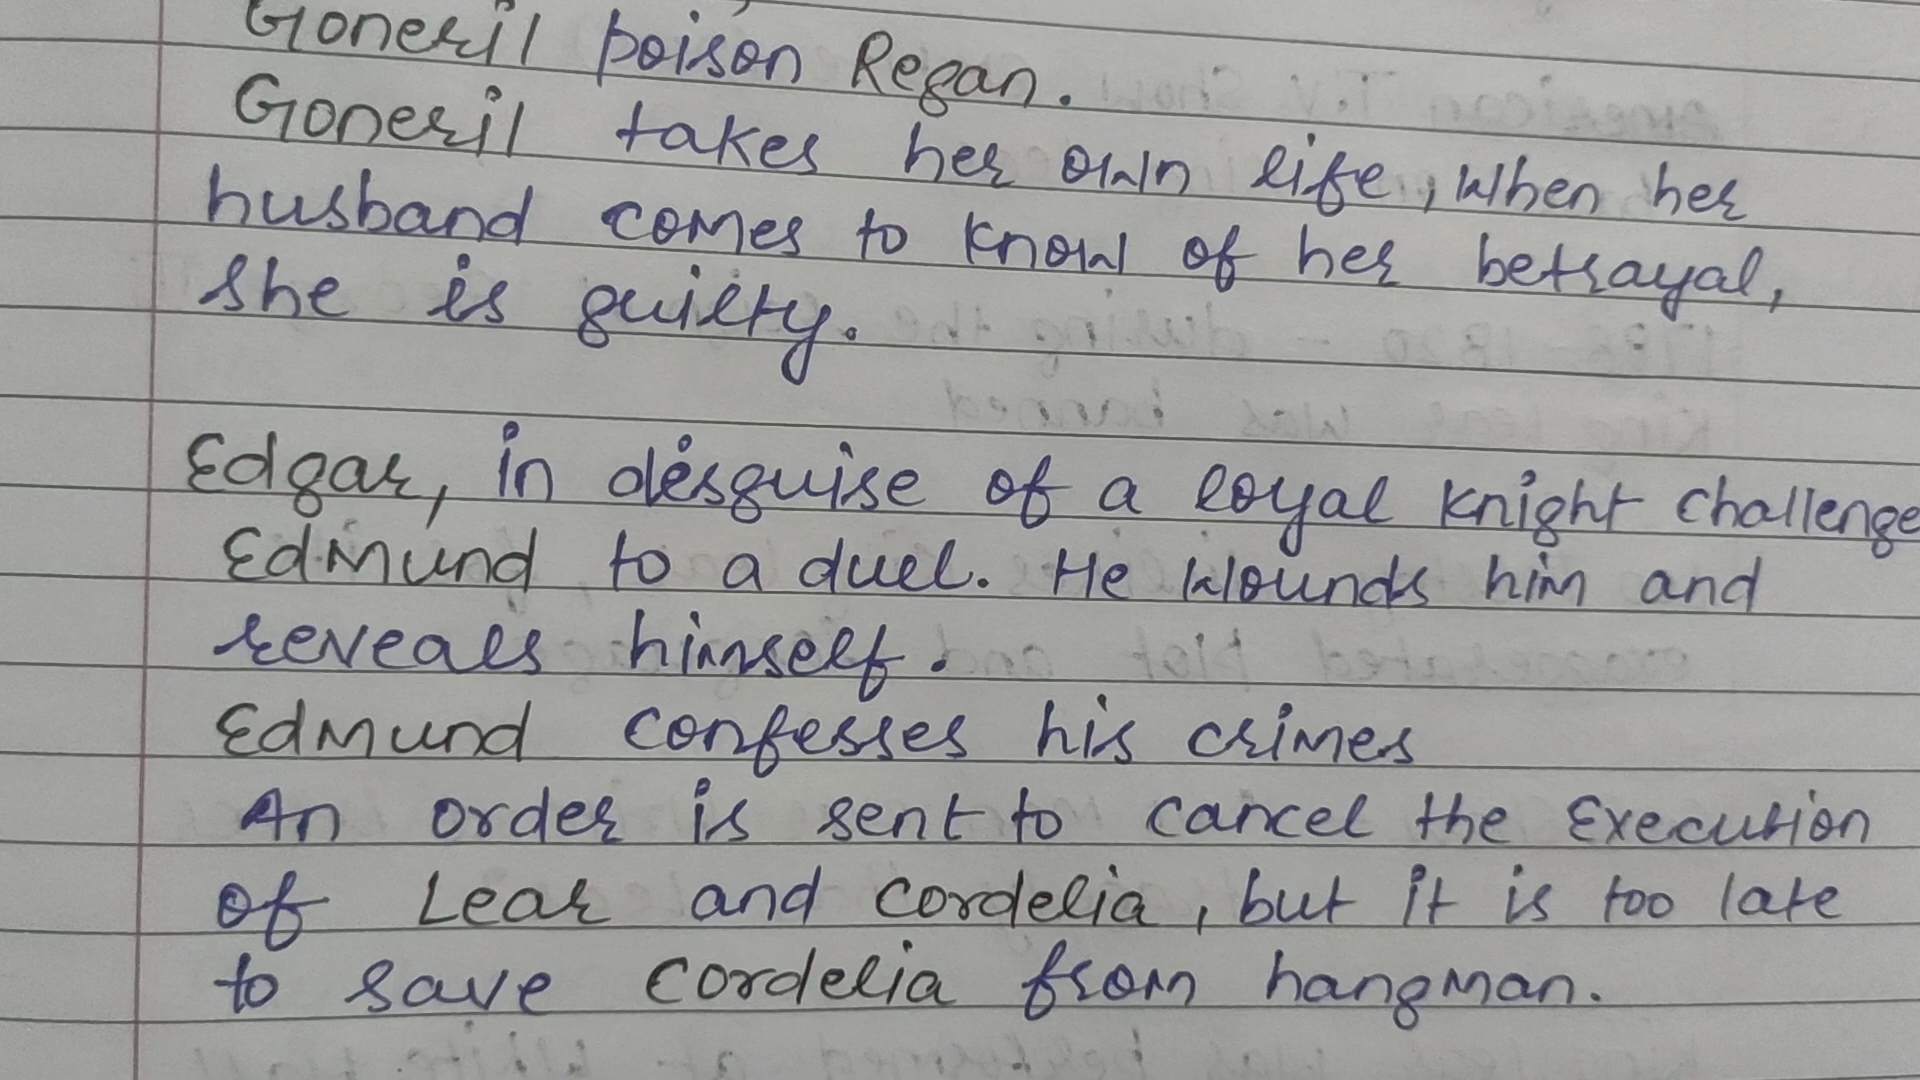 Goneril poison Regan.
Goneril takes her own life, when her
husband comes to know of her betrayal,
she is guilty.
Edgar, in desguise of a loyal knight challenge
Edmund to a duel. He wounds him and
reveals himself.
Edmund confesses his crimes
An order is sent to cancel the Execution
of Lear and Cordelia, but it is too late
to save Cordelia from hangman.